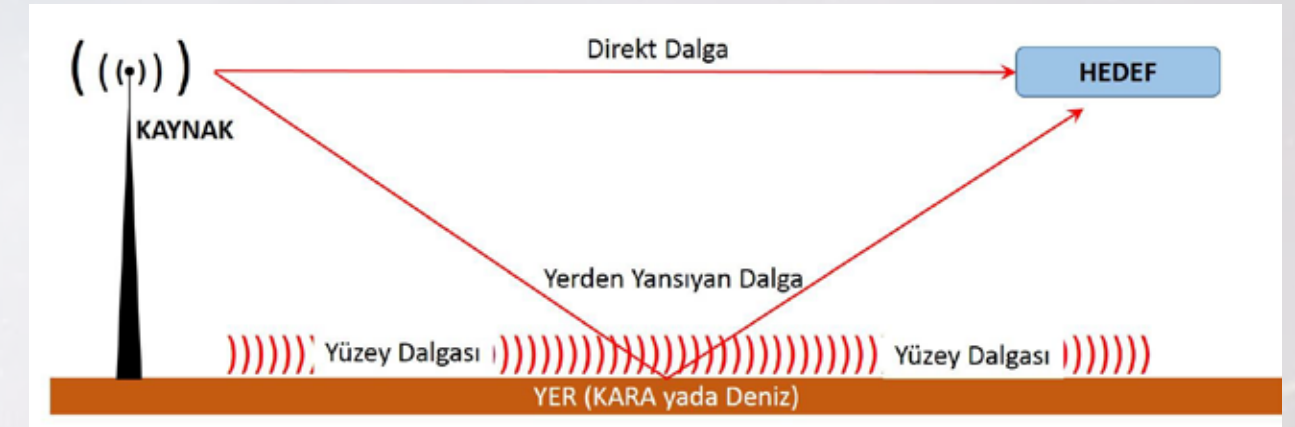 Direkt Dalga
HEDEF
KAYNAK
Yerden Yansıyan Dalga
Yüzey Dalgası
Yüzey Dalgası
YER (KARA yada Deniz)